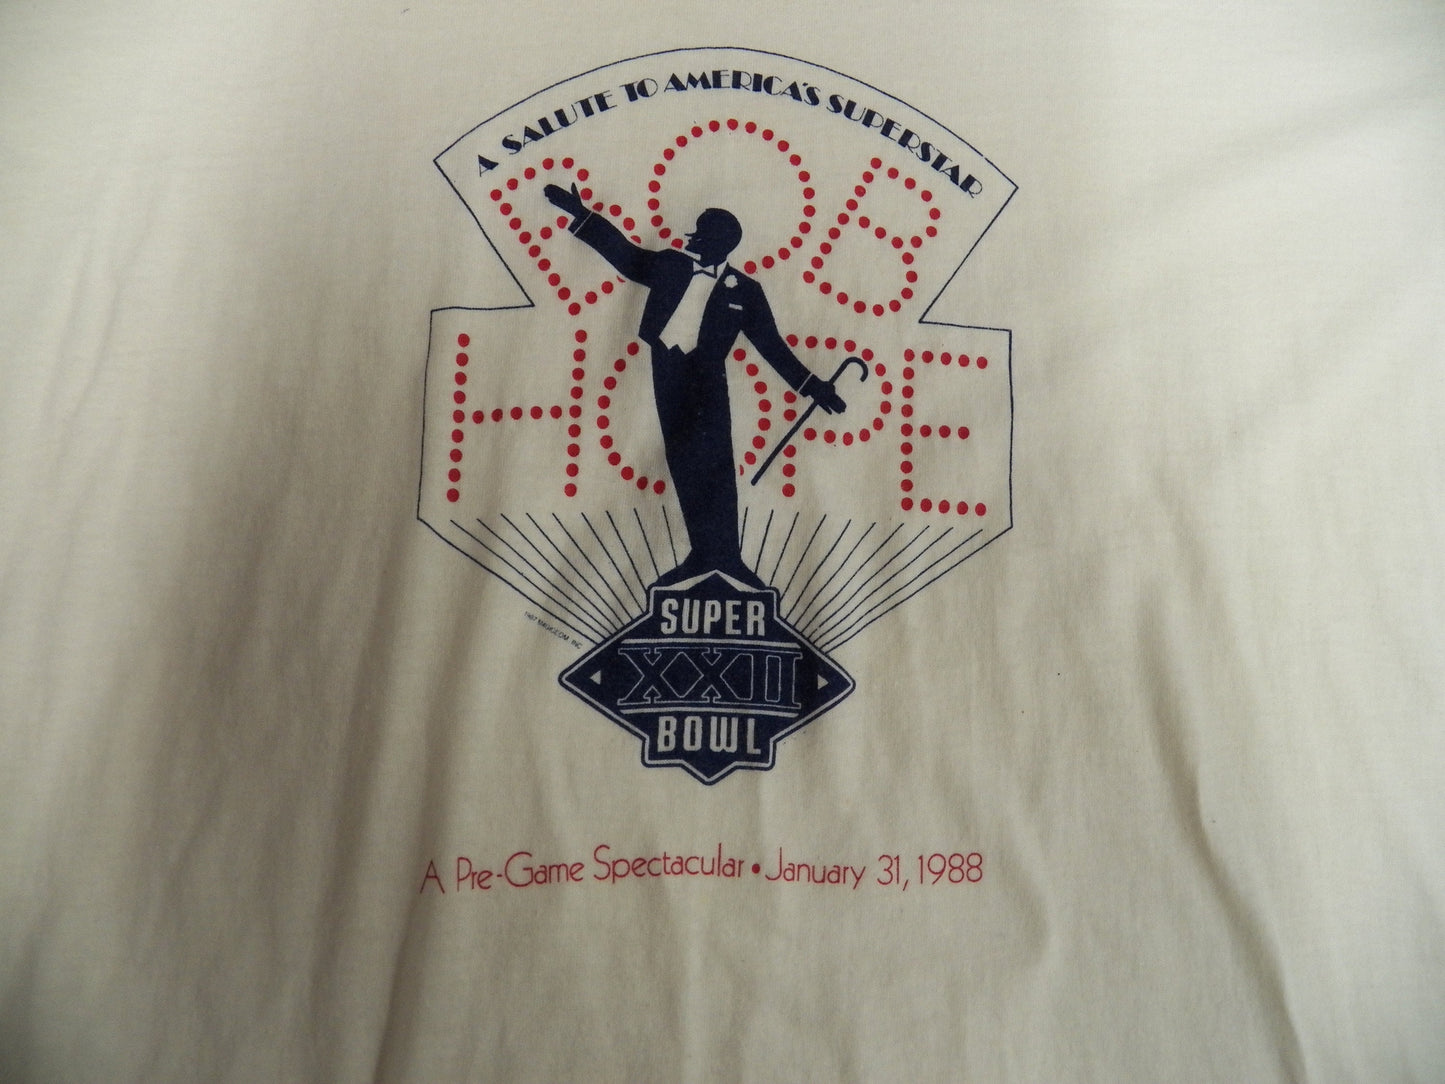 A SALUTE TO AMERICA'S SUPERSTAR
BOB
HOPE
SUPER
XXII
BOWL
A Pre-Game Spectacular • January 31, 1988